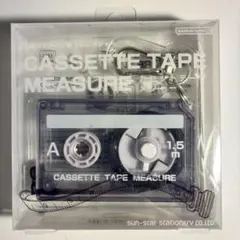 CASSETTE TAPE
MEASURE
A
1.5
m
CASSETTE TAPE MEASURE
sun-star Stationery co.,ltd.